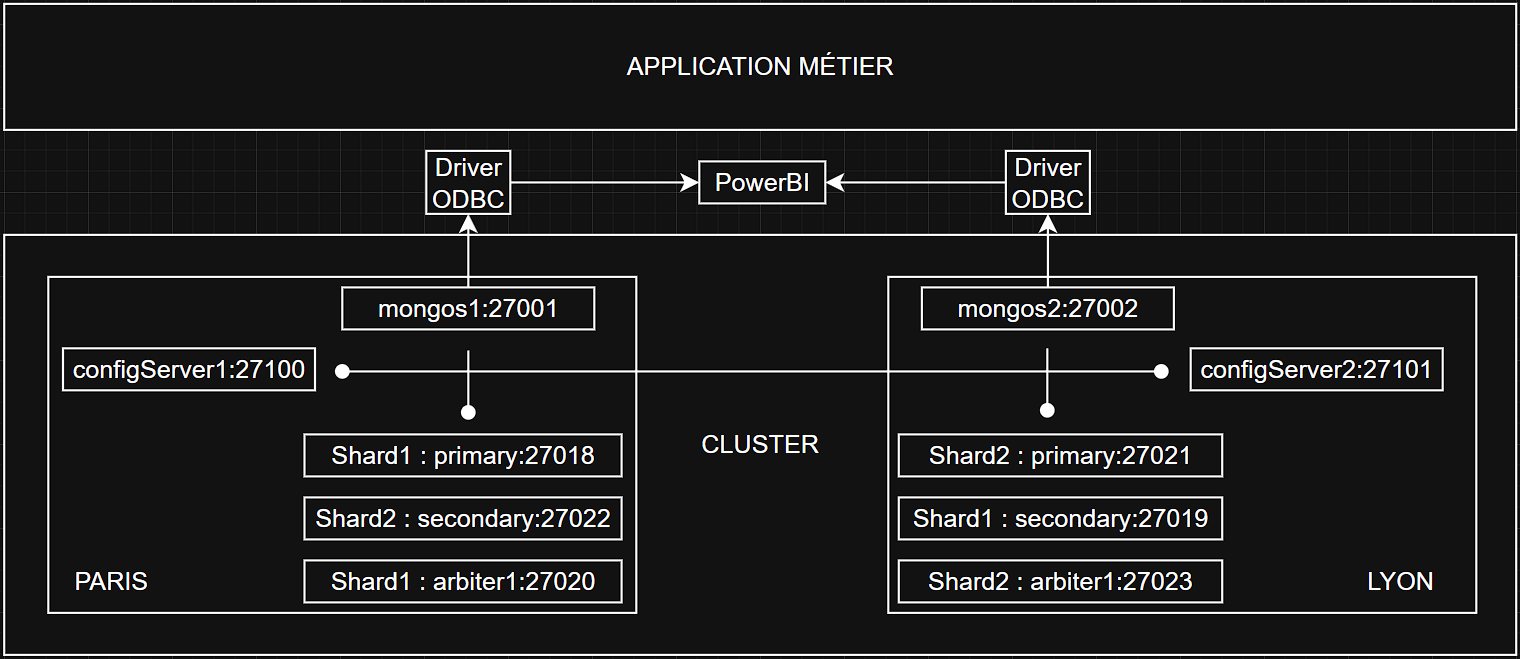 APPLICATION MÉTIER
Driver
ODBC
PowerBI
Driver
ODBC
mongos1:27001
mongos2:27002
configServer1:27100
configServer2:27101
Shard1 : primary:27018
CLUSTER
Shard2 : primary:27021
Shard2 : secondary:27022
Shard1 : secondary:27019
PARIS
Shard1 : arbiter1:27020
Shard2 : arbiter1:27023
LYON